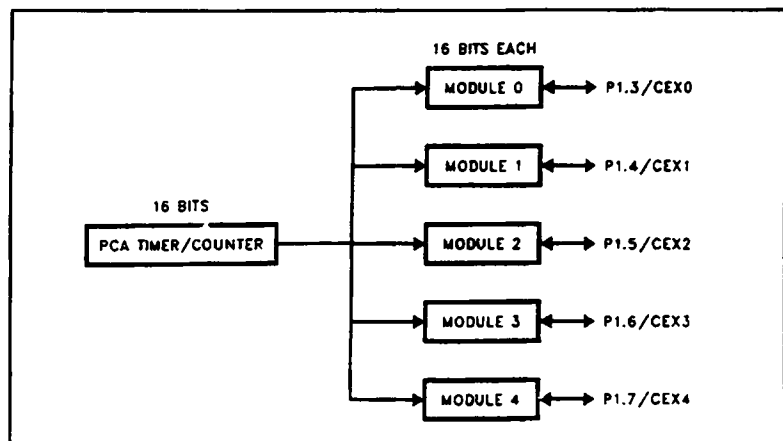 16 BITS EACH
MODULE 0
P1.3/CEX0
MODULE 1
P1.4/CEX1
16 BITS
PCA TIMER/COUNTER
MODULE 2
P1.5/CEX2
MODULE 3
P1.6/CEX3
MODULE 4
P1.7/CEX4